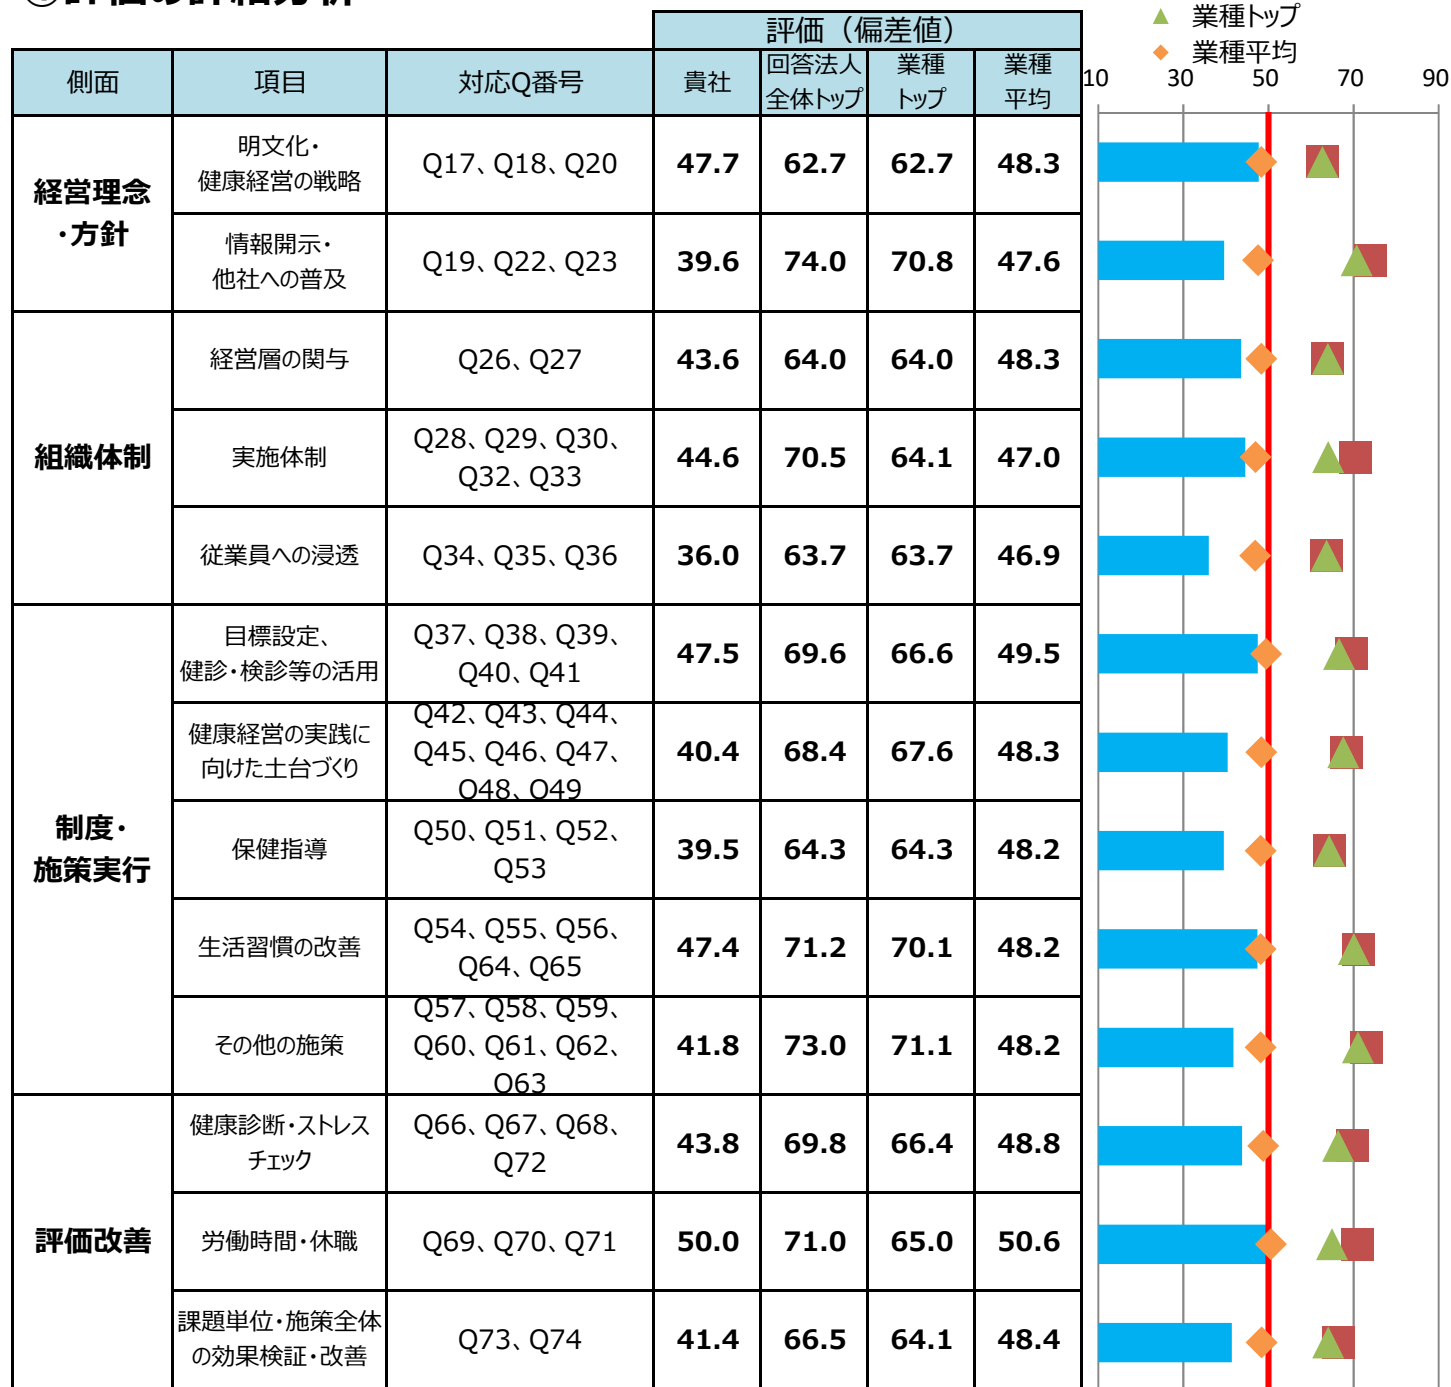 評価(偏差値)
▲ 業種トップ
◆ 業種平均
側面 項目 対応Q番号 貴社 回答法人全体トップ 業種トップ 業種平均
10 30 50 70 90
経営理念・方針
明文化・健康経営の戦略 Q17、Q18、Q20 47.7 62.7 62.7 48.3
情報開示・他社への普及 Q19、Q22、Q23 39.6 74.0 70.8 47.6
組織体制
経営層の関与 Q26、Q27 43.6 64.0 64.0 48.3
実施体制 Q28、Q29、Q30、Q32、Q33 44.6 70.5 64.1 47.0
従業員への浸透 Q34、Q35、Q36 36.0 63.7 63.7 46.9
制度・施策実行
目標設定、健診・検診等の活用 Q37、Q38、Q39、Q40、Q41 47.5 69.6 66.6 49.5
健康経営の実践に向けた土台づくり Q42、Q43、Q44、Q45、Q46、Q47、Q48、Q49 40.4 68.4 67.6 48.3
保健指導 Q50、Q51、Q52、Q53 39.5 64.3 64.3 48.2
生活習慣の改善 Q54、Q55、Q56、Q64、Q65 47.4 71.2 70.1 48.2
その他の施策 Q57、Q58、Q59、Q60、Q61、Q62、Q63 41.8 73.0 71.1 48.2
評価改善
健康診断・ストレスチェック Q66、Q67、Q68、Q72 43.8 69.8 66.4 48.8
労働時間・休職 Q69、Q70、Q71 50.0 71.0 65.0 50.6
課題単位・施策全体の効果検証・改善 Q73、Q74 41.4 66.5 64.1 48.4